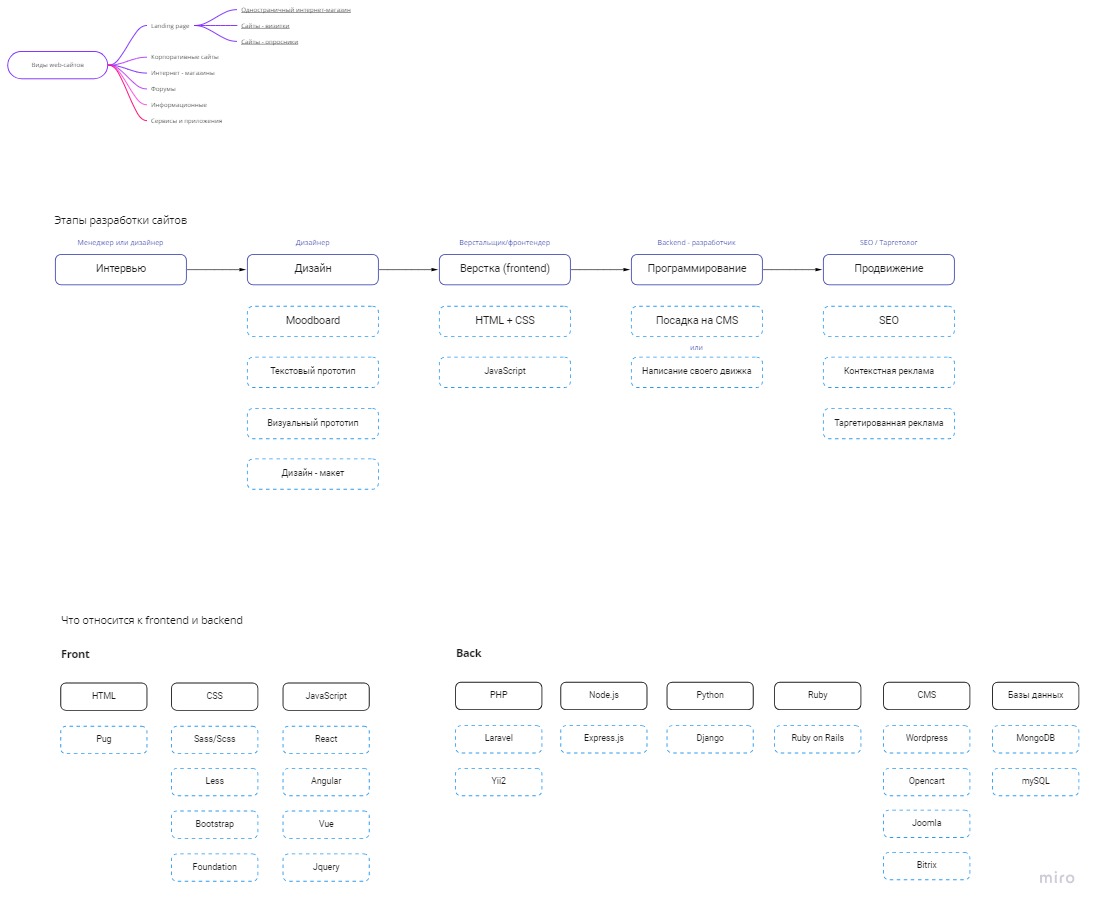 Виды web-сайтов
Landing page
Одностраничный интернет-магазин
Сайты - визитки
Сайты - опросники
Корпоративные сайты
Интернет - магазины
Форумы
Информационные
Сервисы и приложения
Этапы разработки сайтов
Менеджер или дизайнер
Интервью
Дизайнер
Дизайн
Moodboard
Текстовый прототип
Визуальный прототип
Дизайн - макет
Верстальщик/фронтендер
Верстка (frontend)
HTML + CSS
JavaScript
Backend - разработчик
Программирование
Посадка на CMS
или
Написание своего движка
SEO / Таргетолог
Продвижение
SEO
Контекстная реклама
Таргетированная реклама
Что относится к frontend и backend
Front
HTML
Pug
CSS
Sass/Scss
Less
Bootstrap
Foundation
JavaScript
React
Angular
Vue
Jquery
Back
PHP
Laravel
Yii2
Node.js
Express.js
Python
Django
Ruby
Ruby on Rails
CMS
Wordpress
Opencart
Joomla
Bitrix
Базы данных
MongoDB
mySQL
miro